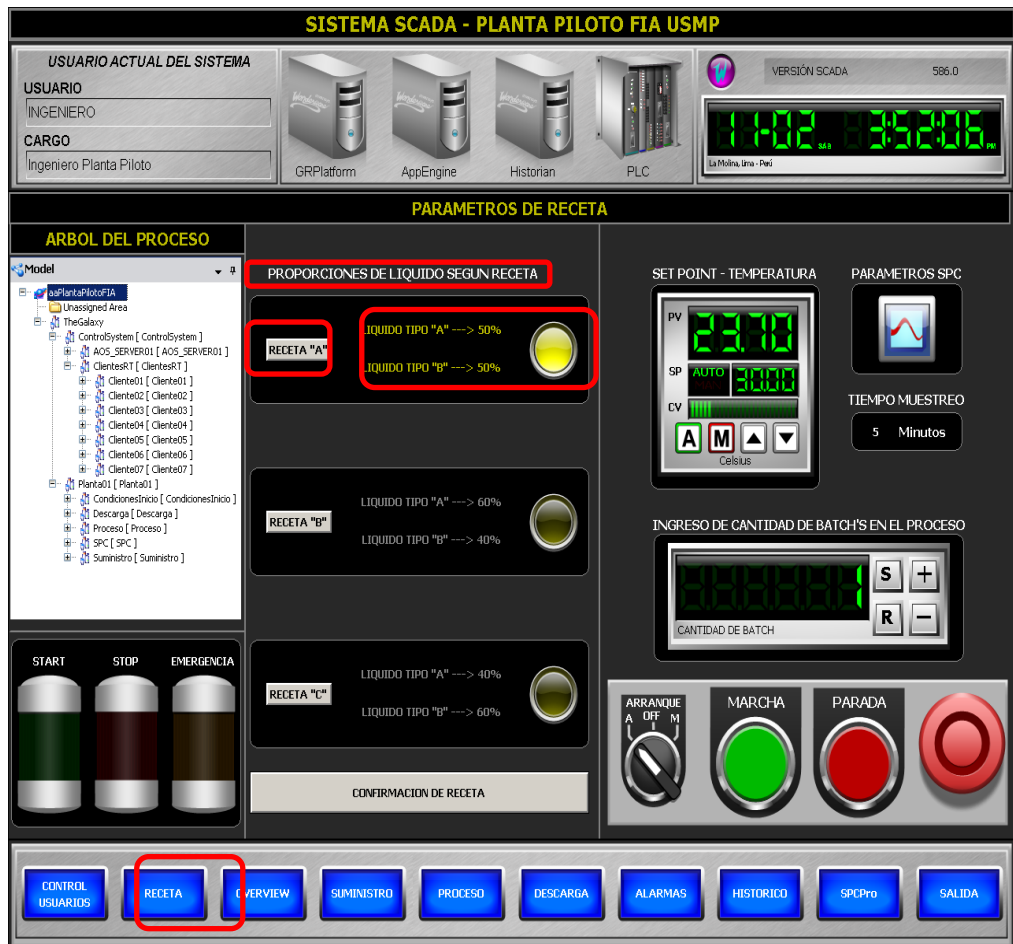 SISTEMA SCADA - PLANTA PILOTO FIA USMP
USUARIO ACTUAL DEL SISTEMA
USUARIO
INGENIERO
CARGO
Ingeniero Planta Piloto
GRPlatform
AppEngine
Historian
PLC
VERSIÓN SCADA 586.0
11-02 SAB 3:52:06 PM
La Molina, Lima - Perú
PARAMETROS DE RECETA
ARBOL DEL PROCESO
Model
aaPlantaPilotoFIA
Unassigned Area
TheGalaxy
ControlSystem [ ControlSystem ]
AOS_SERVER01 [ AOS_SERVER01 ]
ClientesRT [ ClientesRT ]
Cliente01 [ Cliente01 ]
Cliente02 [ Cliente02 ]
Cliente03 [ Cliente03 ]
Cliente04 [ Cliente04 ]
Cliente05 [ Cliente05 ]
Cliente06 [ Cliente06 ]
Cliente07 [ Cliente07 ]
Planta01 [ Planta01 ]
CondicionesInicio [ CondicionesInicio ]
Descarga [ Descarga ]
Proceso [ Proceso ]
SPC [ SPC ]
Suministro [ Suministro ]
START STOP EMERGENCIA
PROPORCIONES DE LIQUIDO SEGUN RECETA
RECETA "A"
LIQUIDO TIPO "A" ---> 50%
LIQUIDO TIPO "B" ---> 50%
RECETA "B"
LIQUIDO TIPO "A" ---> 60%
LIQUIDO TIPO "B" ---> 40%
RECETA "C"
LIQUIDO TIPO "A" ---> 40%
LIQUIDO TIPO "B" ---> 60%
CONFIRMACION DE RECETA
SET POINT - TEMPERATURA
PV 23.70
SP AUTO 30.00
MAN
CV
A M
Celsius
PARAMETROS SPC
TIEMPO MUESTREO
5 Minutos
INGRESO DE CANTIDAD DE BATCH'S EN EL PROCESO
1
S +
R −
CANTIDAD DE BATCH
ARRANQUE
A OFF M
MARCHA
PARADA
CONTROL
USUARIOS
RECETA
OVERVIEW
SUMINISTRO
PROCESO
DESCARGA
ALARMAS
HISTORICO
SPCPro
SALIDA